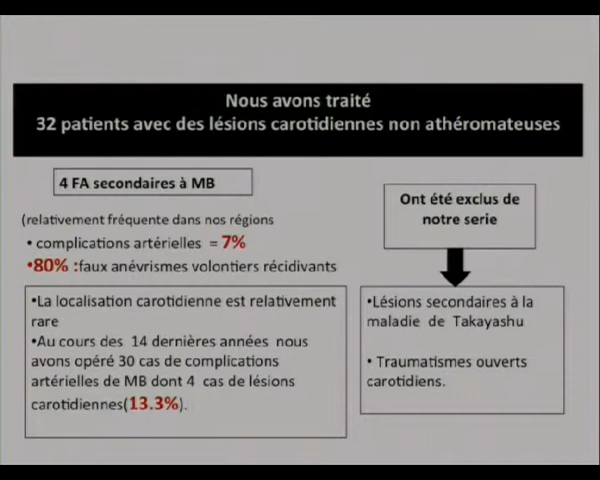 Nous avons traité
32 patients avec des lésions carotidiennes non athéromateuses
4 FA secondaires à MB
(relativement fréquente dans nos régions
• complications artérielles = 7%
•80% :faux anévrismes volontiers récidivants
•La localisation carotidienne est relativement
rare
•Au cours des 14 dernières années nous
avons opéré 30 cas de complications
artérielles de MB dont 4 cas de lésions
carotidiennes(13.3%).
Ont été exclus de
notre serie
•Lésions secondaires à la
maladie de Takayashu
• Traumatismes ouverts
carotidiens.